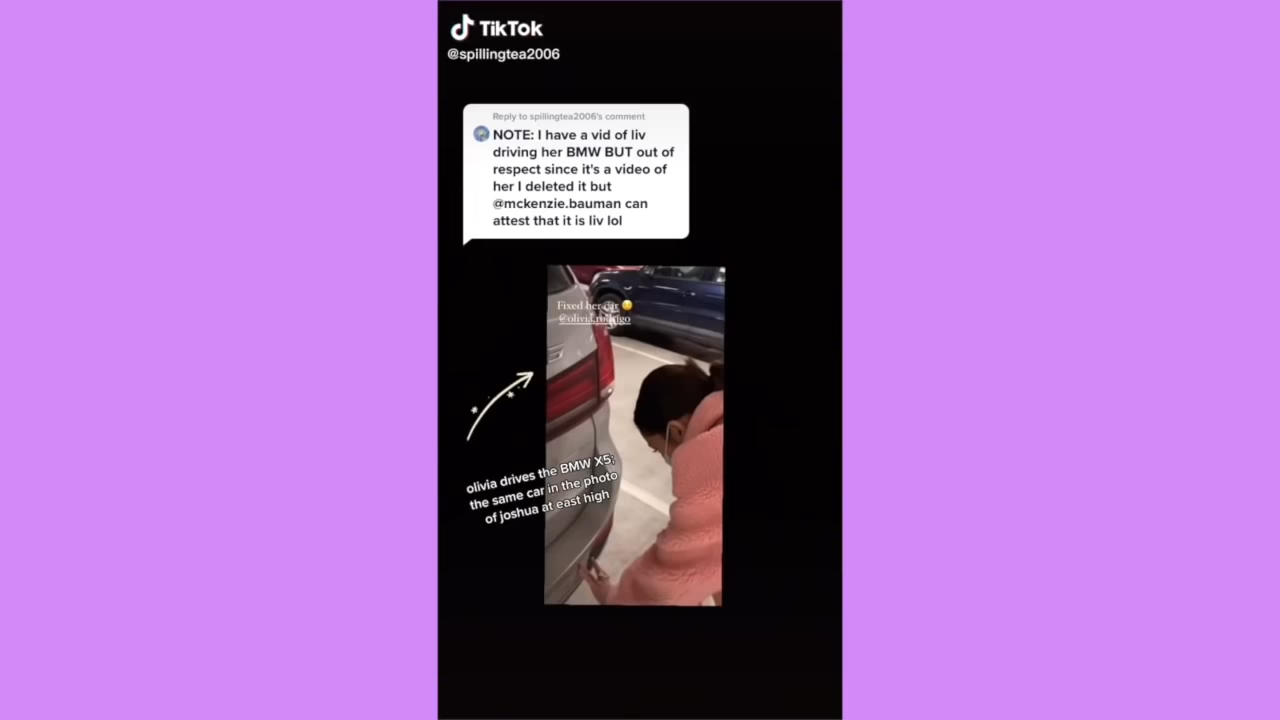 TikTok
@spillingtea2006
Reply to spillingtea2006's comment
NOTE: I have a vid of liv
driving her BMW BUT out of
respect since it's a video of
her I deleted it but
@mckenzie.bauman can
attest that it is liv lol
Fixed her car 😳
@olivia.rodrigo
olivia drives the BMW X5;
the same car in the photo
of joshua at east high